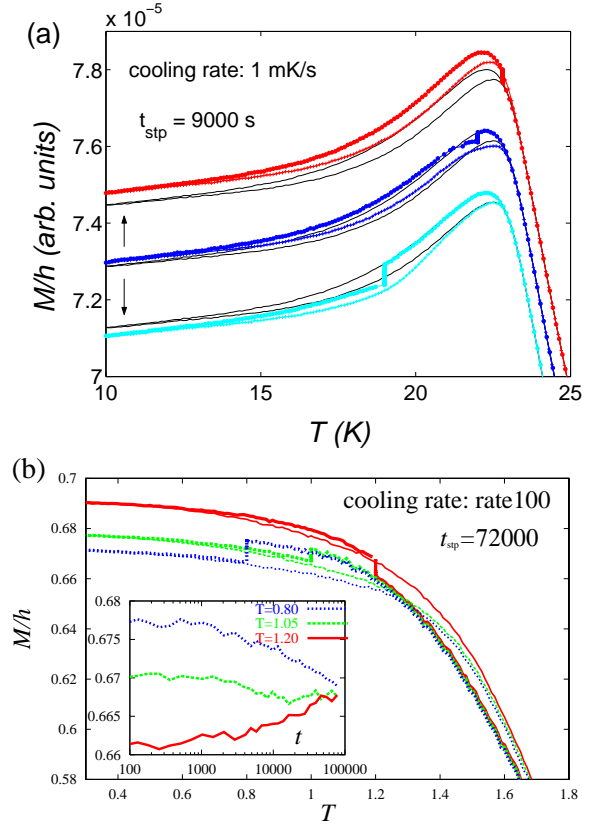 (a)
x 10⁻⁵
cooling rate: 1 mK/s
t_stp = 9000 s
M/h (arb. units)
7.8
7.6
7.4
7.2
7
10 15 20 25
T (K)
(b)
cooling rate: rate100
t_stp=72000
M/h
0.7
0.68
0.66
0.64
0.62
0.6
0.58
0.68
0.675
0.67
0.665
0.66
T=0.80
T=1.05
T=1.20
t
100 1000 10000 100000
0.4 0.6 0.8 1 1.2 1.4 1.6 1.8
T